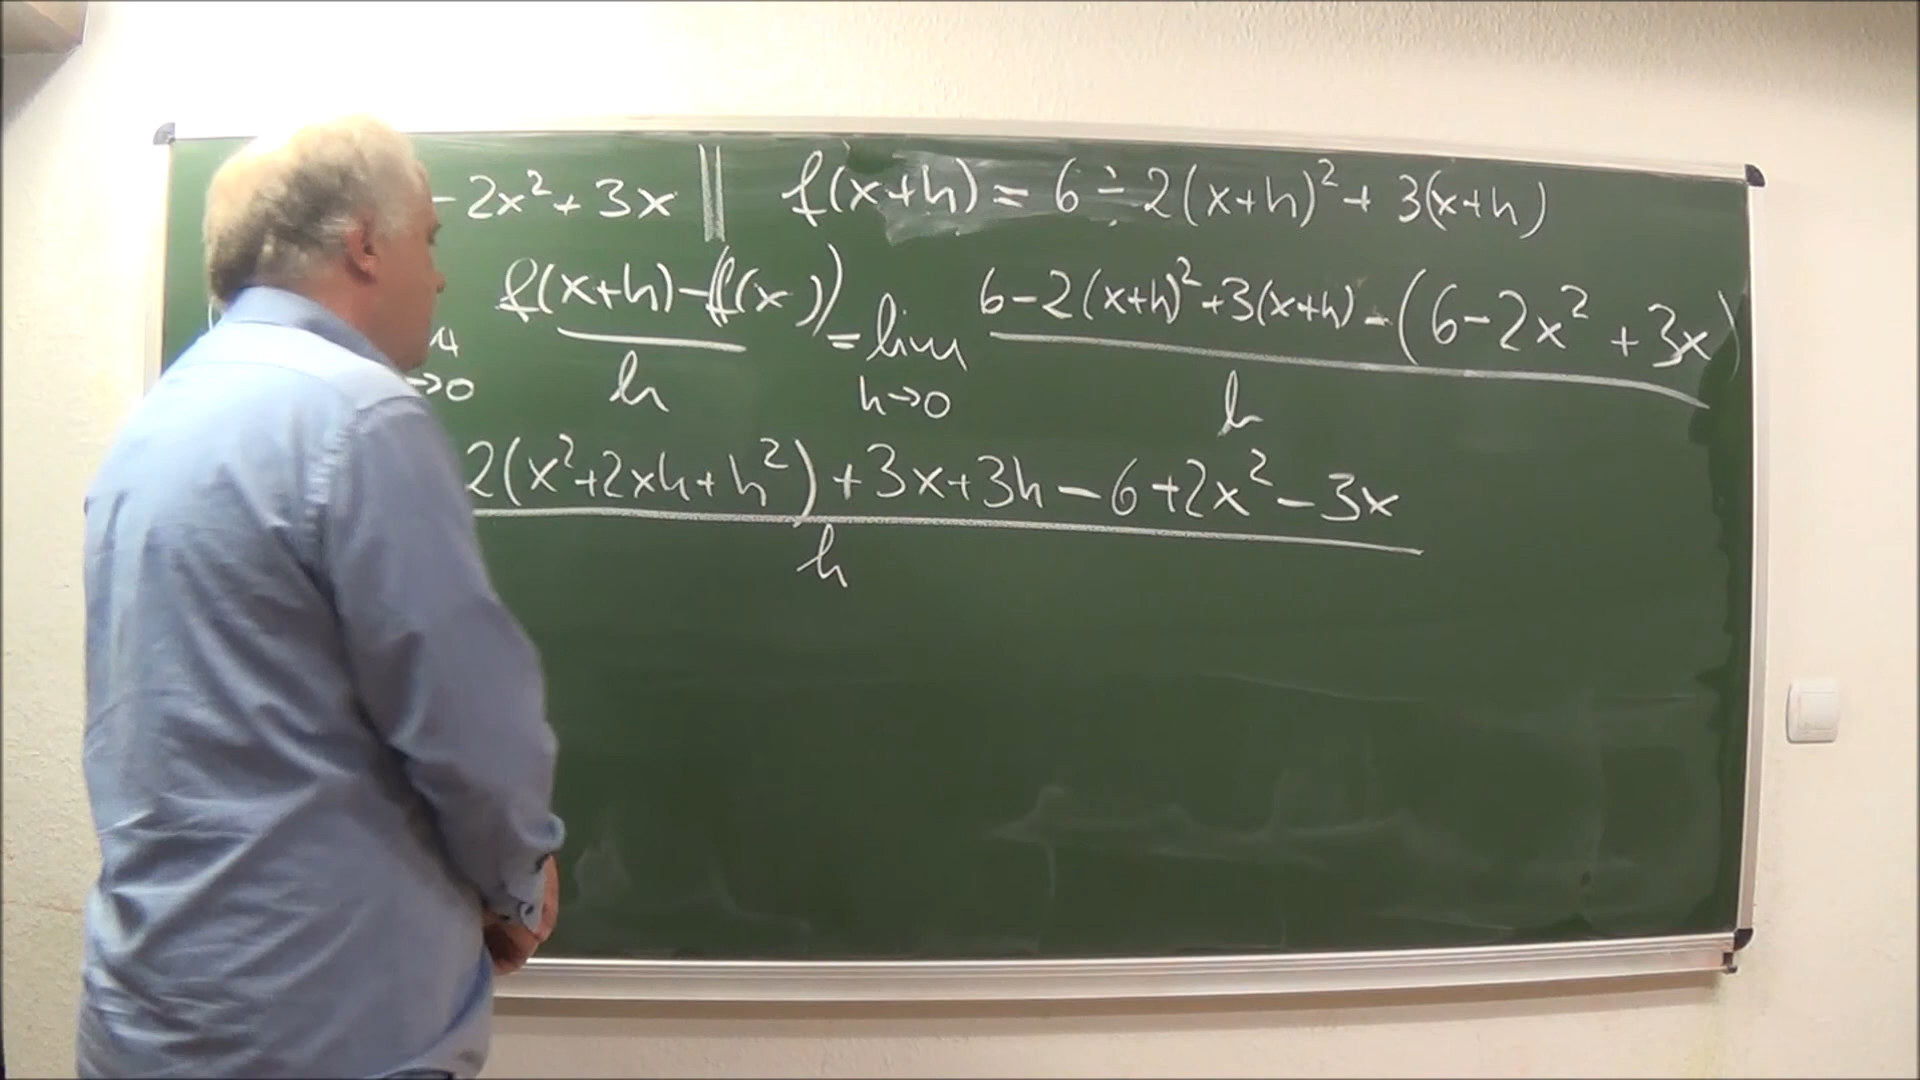 - 2x² + 3x || f(x+h) = 6 ÷ 2(x+h)² + 3(x+h)
→0 (f(x+h) - (f(x)))/h = lim h→0 (6 - 2(x+h)² + 3(x+h) - (6 - 2x² + 3x))/h
2(x² + 2xh + h²) + 3x + 3h - 6 + 2x² - 3x
h